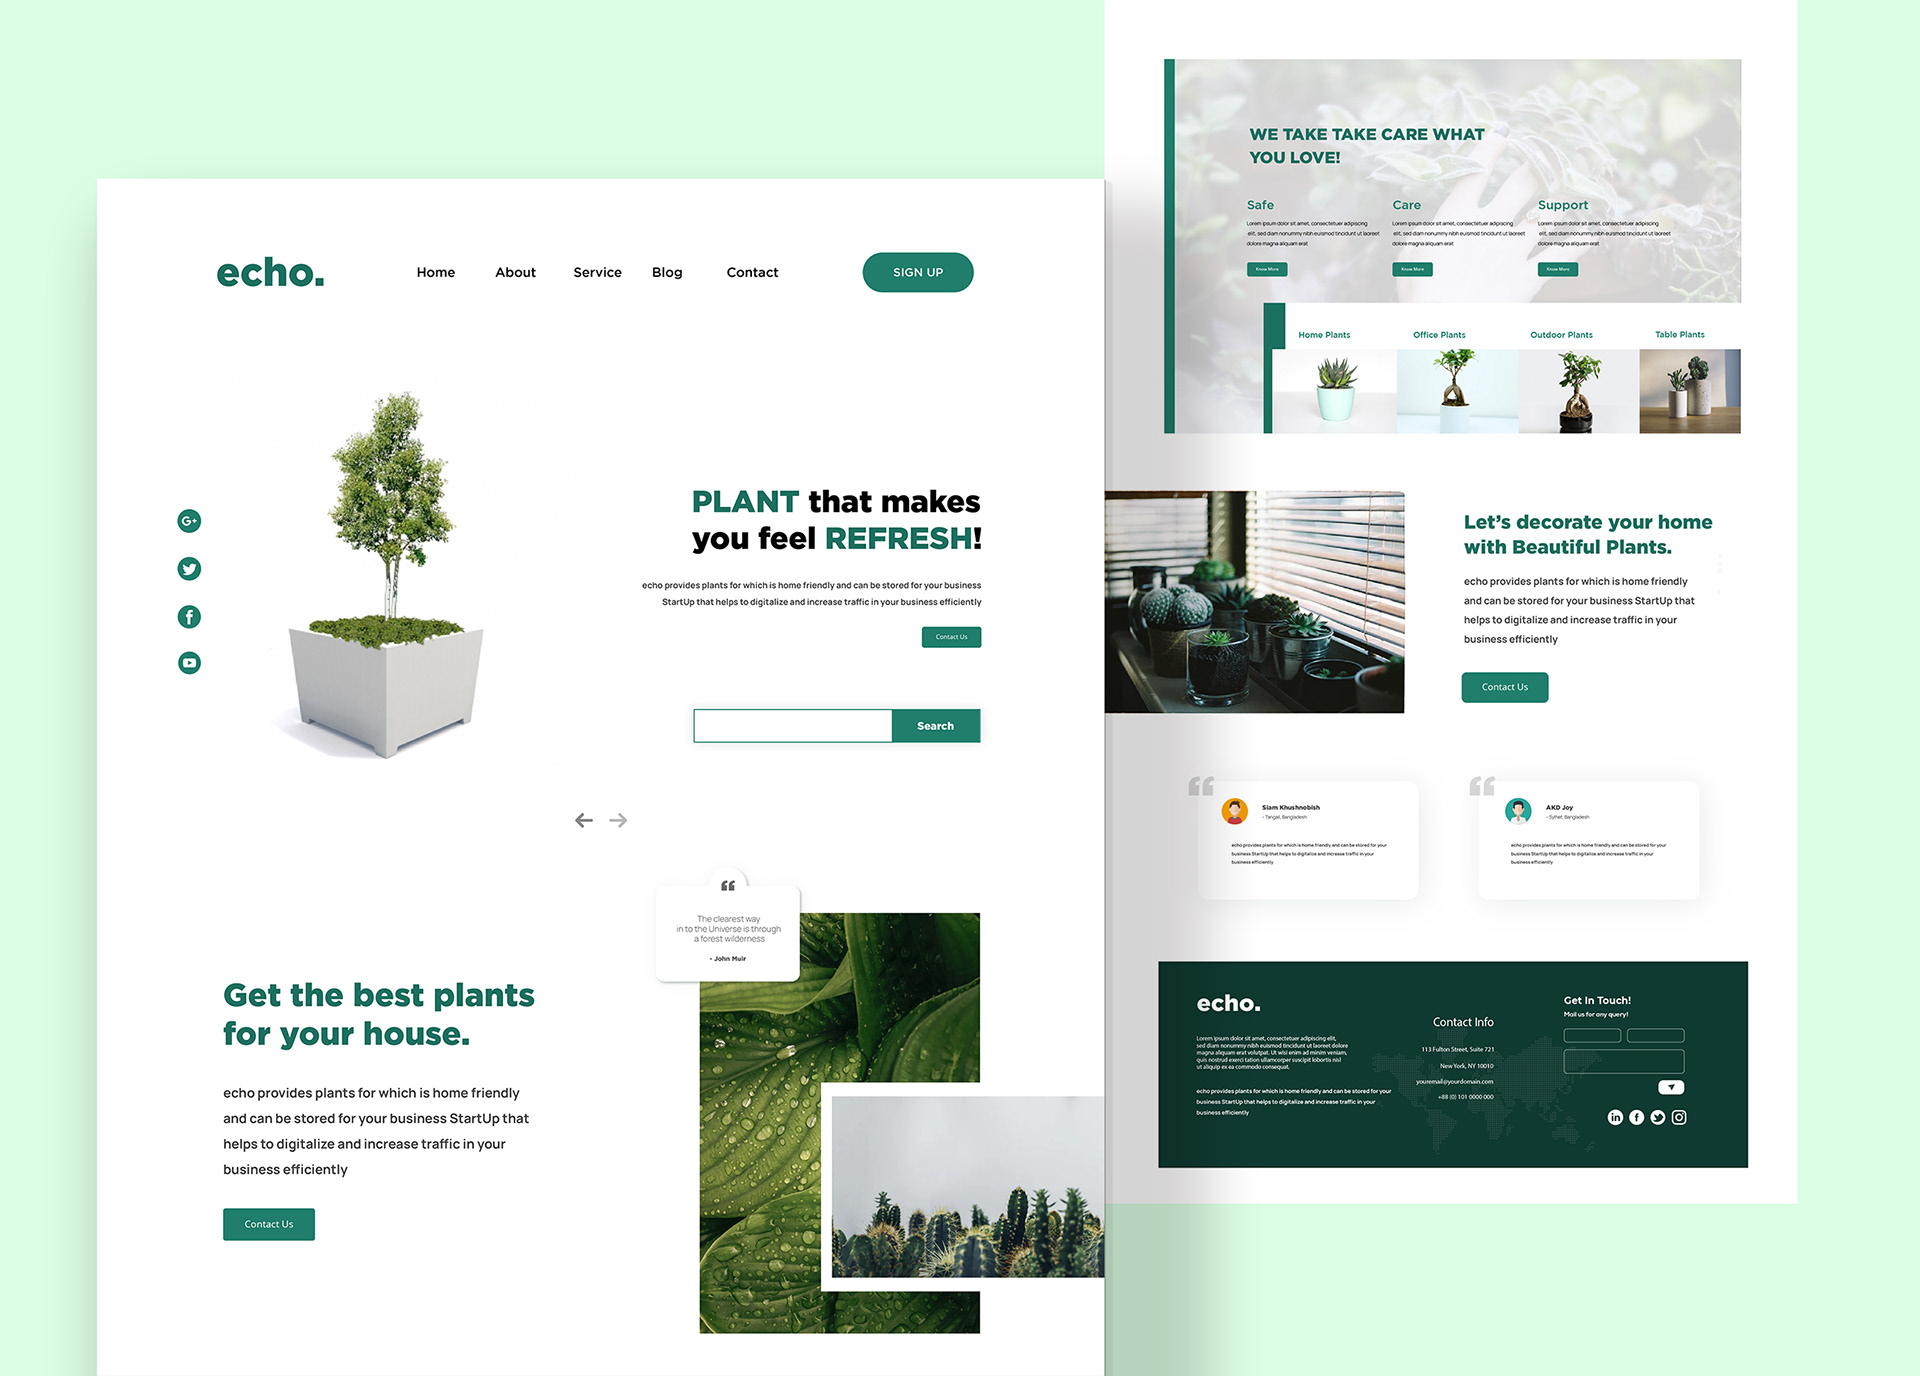 echo.
Home
About
Service
Blog
Contact
SIGN UP
G+
PLANT that makes
you feel REFRESH!
echo provides plants for which is home friendly and can be stored for your business
StartUp that helps to digitalize and increase traffic in your business efficiently
Contact Us
Search
“
The clearest way
in to the Universe is through
a forest wilderness
- John Muir
Get the best plants
for your house.
echo provides plants for which is home friendly
and can be stored for your business StartUp that
helps to digitalize and increase traffic in your
business efficiently
Contact Us
WE TAKE TAKE CARE WHAT
YOU LOVE!
Safe
Lorem ipsum dolor sit amet, consectetuer adipiscing
elit, sed diam nonummy nibh euismod tincidunt ut laoreet
dolore magna aliquam erat
Know More
Care
Lorem ipsum dolor sit amet, consectetuer adipiscing
elit, sed diam nonummy nibh euismod tincidunt ut laoreet
dolore magna aliquam erat
Know More
Support
Lorem ipsum dolor sit amet, consectetuer adipiscing
elit, sed diam nonummy nibh euismod tincidunt ut laoreet
dolore magna aliquam erat
Know More
Home Plants
Office Plants
Outdoor Plants
Table Plants
Let’s decorate your home
with Beautiful Plants.
echo provides plants for which is home friendly
and can be stored for your business StartUp that
helps to digitalize and increase traffic in your
business efficiently
Contact Us
“
Siam Khushnobish
- Tangail, Bangladesh
echo provides plants for which is home friendly and can be stored for your
business StartUp that helps to digitalize and increase traffic in your
business efficiently
“
AKD Joy
- Sylhet, Bangladesh
echo provides plants for which is home friendly and can be stored for your
business StartUp that helps to digitalize and increase traffic in your
business efficiently
echo.
Lorem ipsum dolor sit amet, consectetuer adipiscing elit,
sed diam nonummy nibh euismod tincidunt ut laoreet dolore
magna aliquam erat volutpat. Ut wisi enim ad minim veniam,
quis nostrud exerci tation ullamcorper suscipit lobortis nisl
ut aliquip ex ea commodo consequat.
echo provides plants for which is home friendly and can be stored for your
business StartUp that helps to digitalize and increase traffic in your
business efficiently
Contact Info
113 Fulton Street, Suite 721
New York, NY 10010
youremail@yourdomain.com
+88 (0) 101 0000 000
Get In Touch!
Mail us for any query!